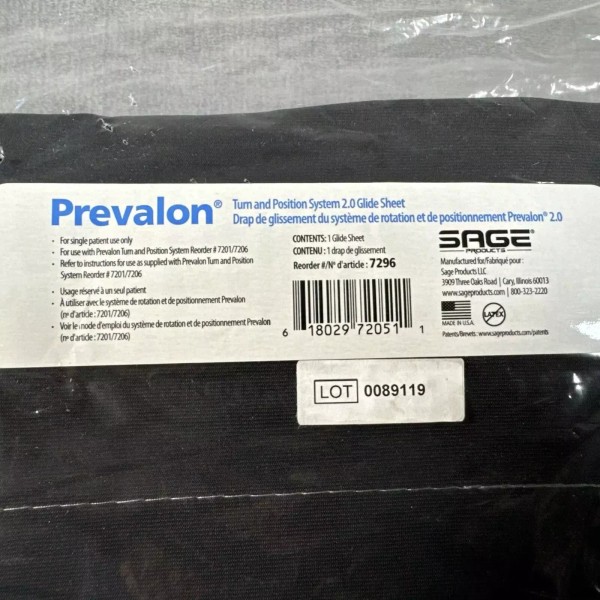 Prevalon®
Turn and Position System 2.0 Glide Sheet
Drap de glissement du système de rotation et de positionnement Prevalon® 2.0
· For single patient use only
· For use with Prevalon Turn and Position System Reorder # 7201/7206
· Refer to instructions for use as supplied with Prevalon Turn and Position
System Reorder # 7201/7206
· Usage réservé à un seul patient
· À utiliser avec le système de rotation et de positionnement Prevalon
(nº d'article : 7201/7206)
· Voir le mode d'emploi du système de rotation et de positionnement Prevalon
(nº d'article : 7201/7206)
CONTENTS: 1 Glide Sheet
CONTENU : 1 drap de glissement
Reorder #/Nº d'article : 7296
6 18029 72051 1
SAGE
PRODUCTS
Manufactured for/Fabriqué pour :
Sage Products LLC
3909 Three Oaks Road | Cary, Illinois 60013
www.sageproducts.com | 800-323-2220
MADE IN U.S.A.
LATEX
Patents/Brevets : www.sageproducts.com/patents
LOT 0089119